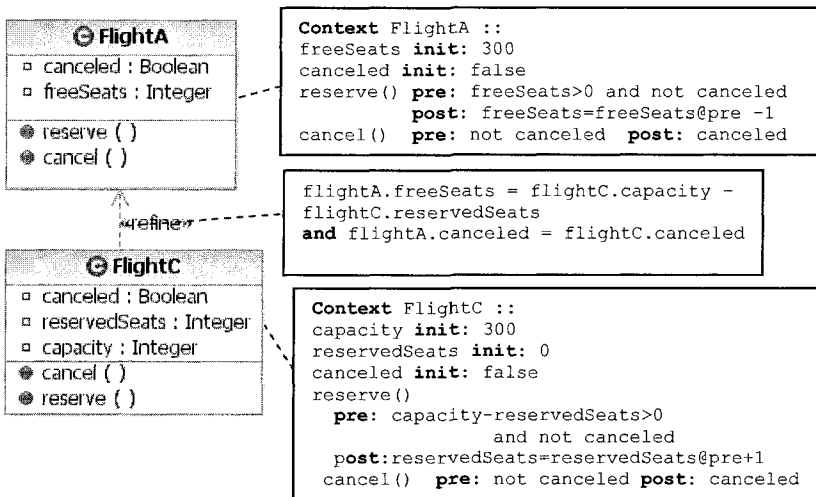 FlightA
canceled : Boolean
freeSeats : Integer
reserve ( )
cancel ( )
Context FlightA ::
freeSeats init: 300
canceled init: false
reserve() pre: freeSeats>0 and not canceled
post: freeSeats=freeSeats@pre -1
cancel() pre: not canceled post: canceled
«refine»
flightA.freeSeats = flightC.capacity -
flightC.reservedSeats
and flightA.canceled = flightC.canceled
FlightC
canceled : Boolean
reservedSeats : Integer
capacity : Integer
cancel ( )
reserve ( )
Context FlightC ::
capacity init: 300
reservedSeats init: 0
canceled init: false
reserve()
pre: capacity-reservedSeats>0
and not canceled
post:reservedSeats=reservedSeats@pre+1
cancel() pre: not canceled post: canceled